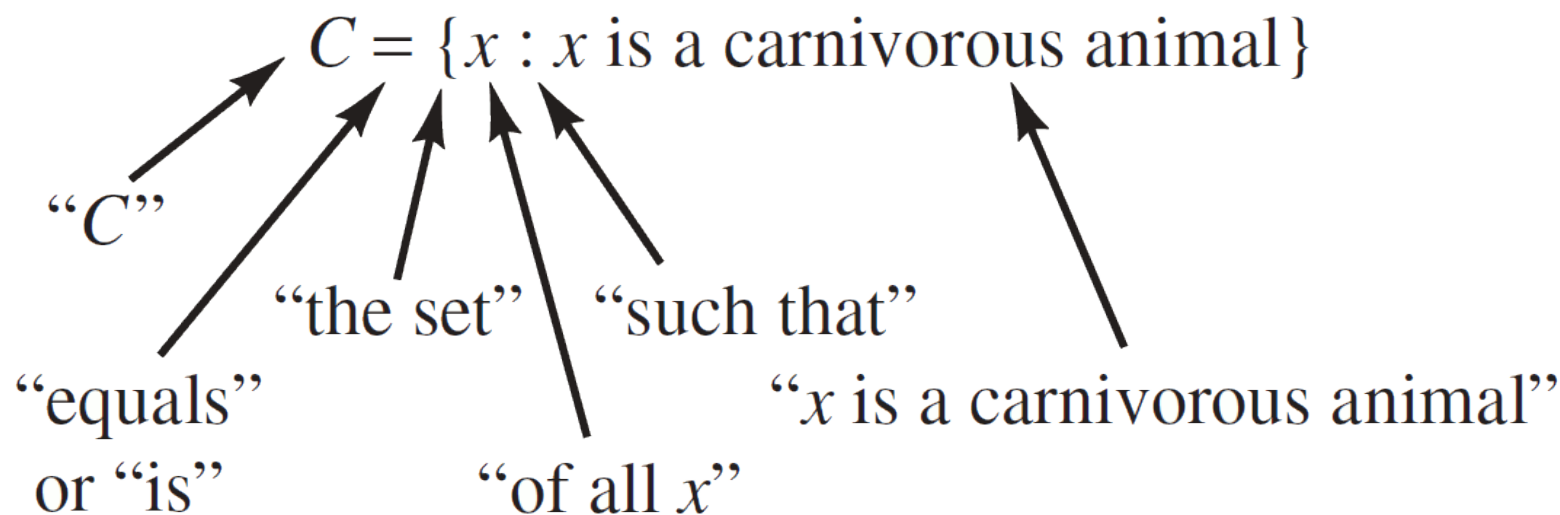 C = {x : x is a carnivorous animal}
“C”
“the set” “such that”
“equals” “x is a carnivorous animal”
or “is” “of all x”